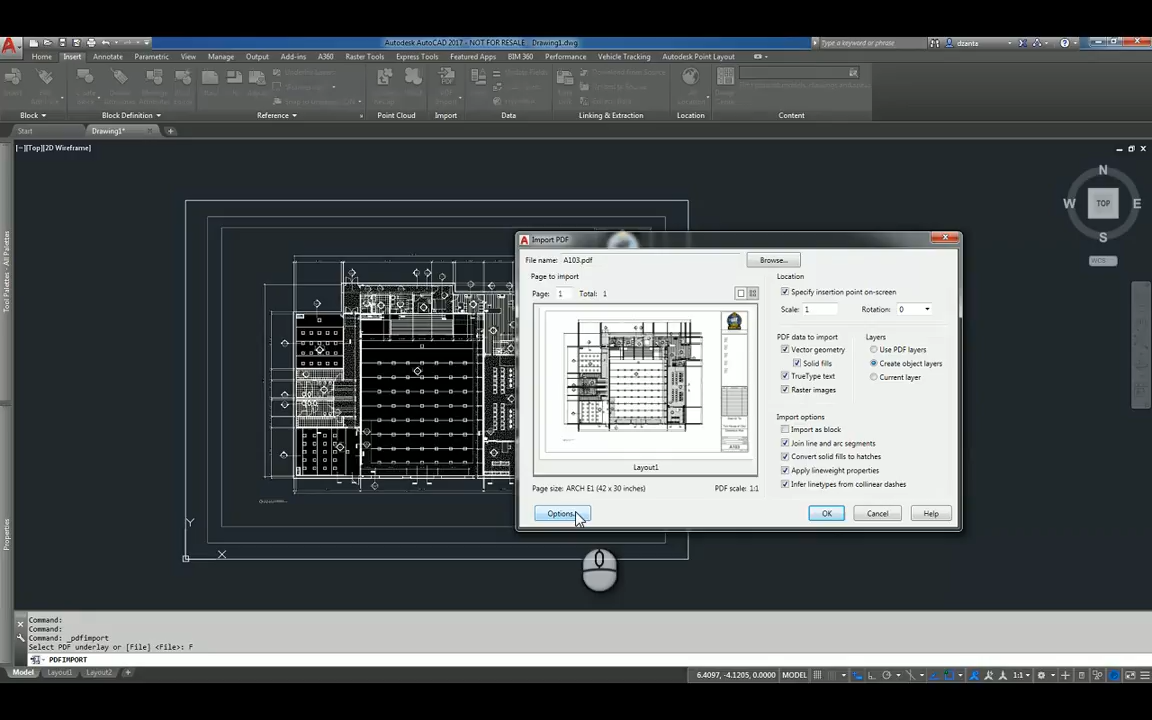 Autodesk AutoCAD 2017 - NOT FOR RESALE Drawing1.dwg
Type a keyword or phrase
dzante
Home Insert Annotate Parametric View Manage Output Add-ins A360 Raster Tools Express Tools Featured Apps BIM 360 Performance Vehicle Tracking Autodesk Point Layout
Block Block Definition Reference Point Cloud Import Data Linking & Extraction Location Content
Start Drawing1*
[−][Top][2D Wireframe]
N
W TOP E
S
WCS
Tool Palettes - All Palettes
Properties
Y
X
Import PDF
File name: A103.pdf Browse...
Page to import
Page: 1 Total: 1
Layout1
Page size: ARCH E1 (42 x 30 inches) PDF scale: 1:1
Options...
Location
Specify insertion point on-screen
Scale: 1 Rotation: 0
PDF data to import
Vector geometry
Solid fills
TrueType text
Raster images
Layers
Use PDF layers
Create object layers
Current layer
Import options
Import as block
Join line and arc segments
Convert solid fills to hatches
Apply lineweight properties
Infer linetypes from collinear dashes
OK Cancel Help
Command:
Command:
Command: _pdfimport
Select PDF underlay or [File] <File>: F
PDFIMPORT
Model Layout1 Layout2
6.4097, -4.1205, 0.0000 MODEL 1:1